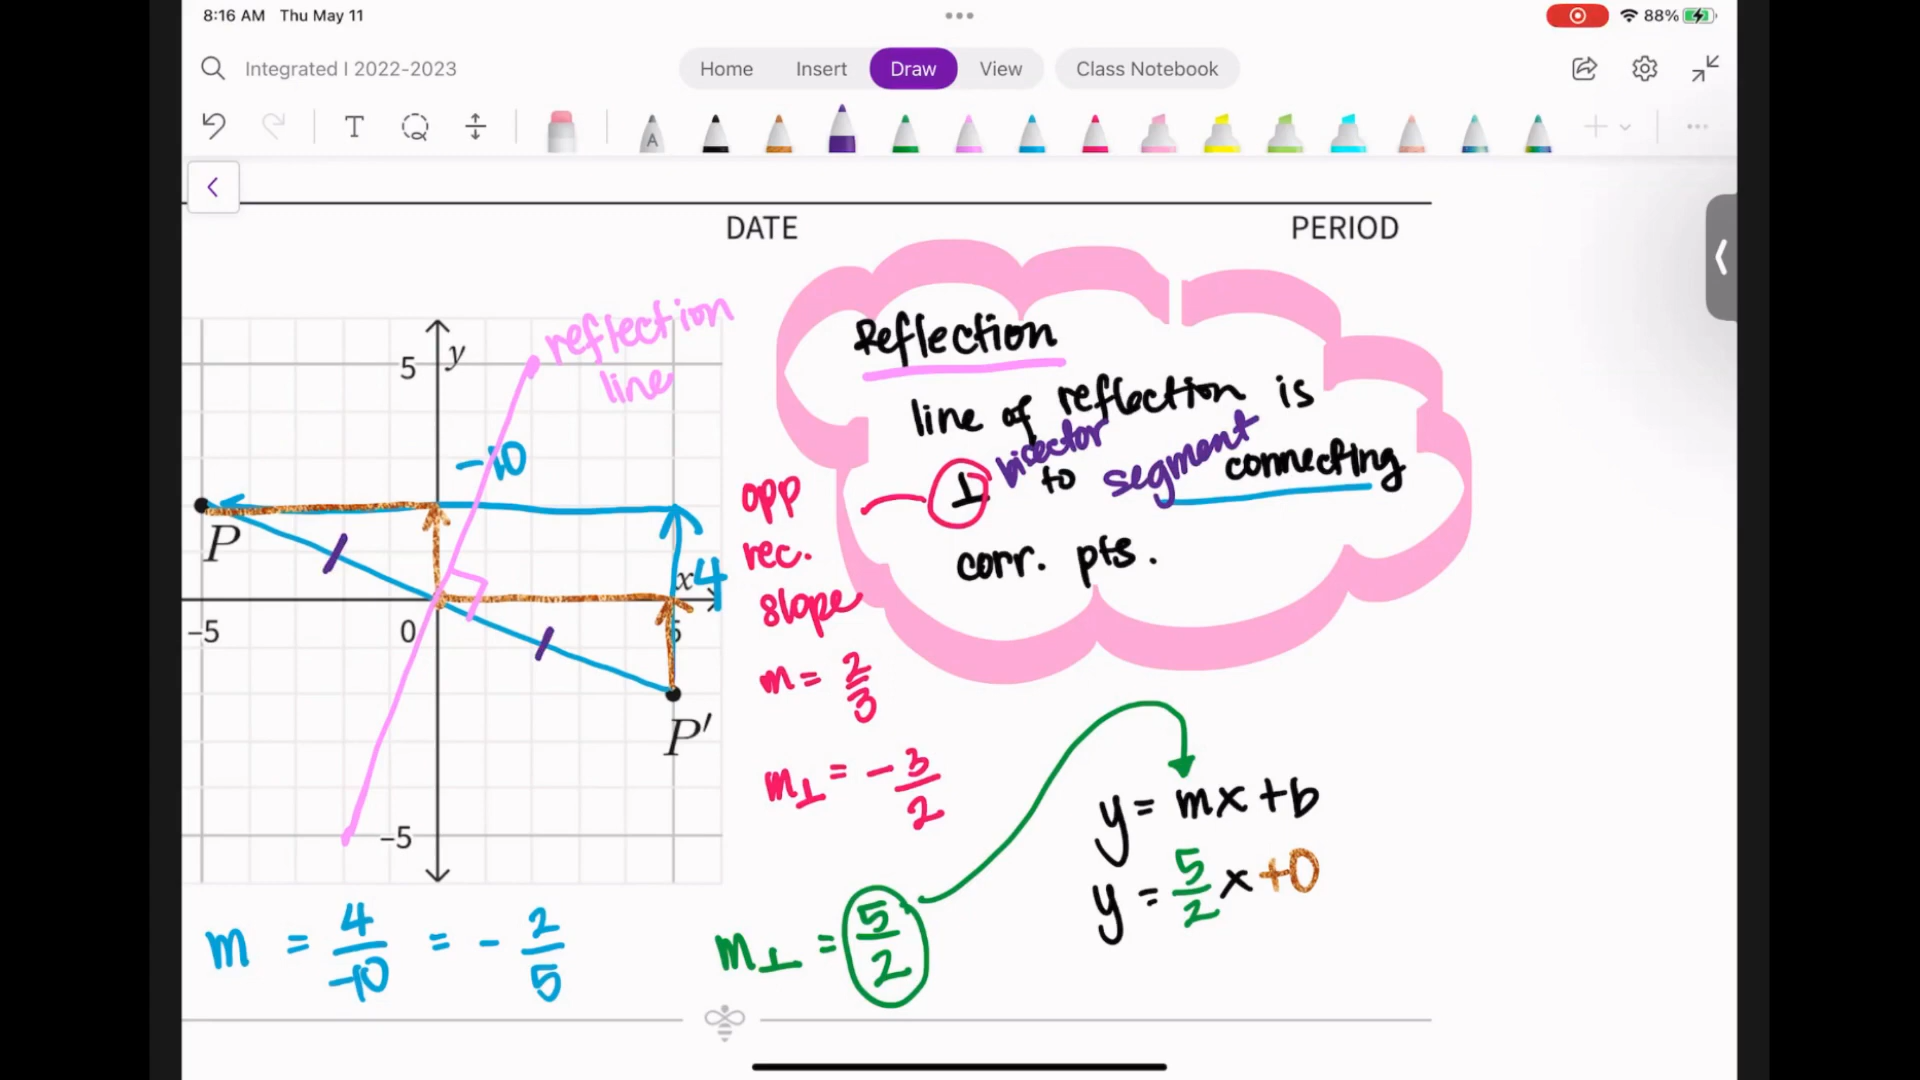 8:16 AM Thu May 11
88%
Integrated I 2022-2023
Home
Insert
Draw
View
Class Notebook
T
A
DATE
PERIOD
reflection
line
5
y
-10
P
x
4
-5
0
5
P′
-5
Reflection
line of reflection is
⊥ bisector to segment connecting
corr. pts.
opp
rec.
slope
m = 2/3
m⊥ = - 3/2
y = mx + b
y = 5/2 x + 0
m = 4/-10 = - 2/5
m⊥ = 5/2